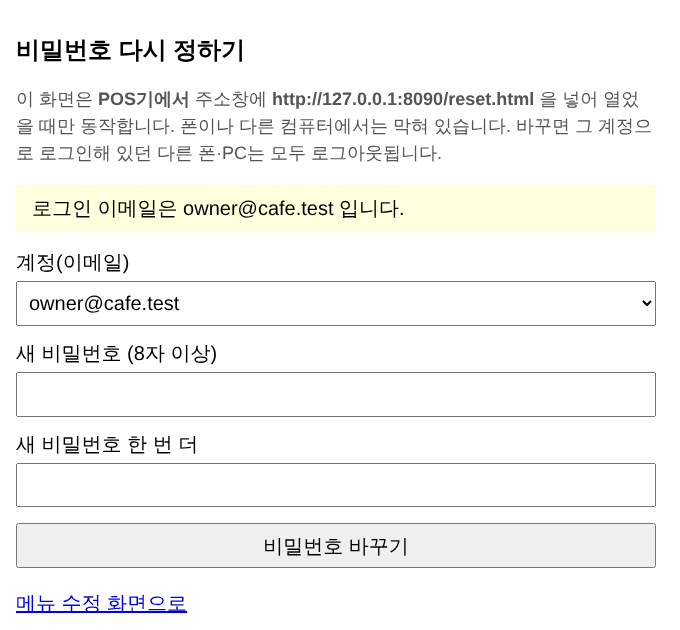 비밀번호 다시 정하기
이 화면은 POS기에서 주소창에 http://127.0.0.1:8090/reset.html 을 넣어 열었
을 때만 동작합니다. 폰이나 다른 컴퓨터에서는 막혀 있습니다. 바꾸면 그 계정으
로 로그인해 있던 다른 폰·PC는 모두 로그아웃됩니다.
로그인 이메일은 owner@cafe.test 입니다.
계정(이메일)
owner@cafe.test
새 비밀번호 (8자 이상)
새 비밀번호 한 번 더
비밀번호 바꾸기
메뉴 수정 화면으로